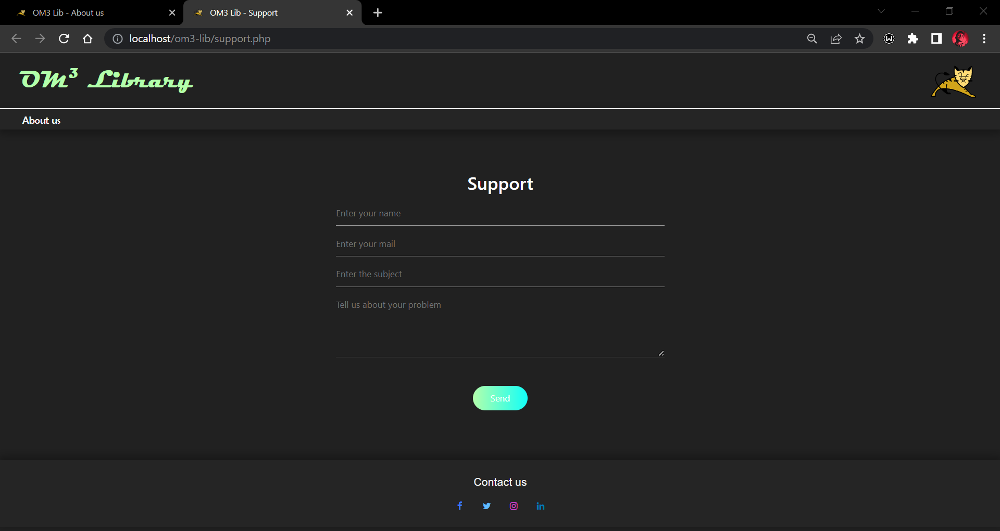 OM3 Lib - About us
OM3 Lib - Support
localhost/om3-lib/support.php
OM³ Library
About us
Support
Enter your name
Enter your mail
Enter the subject
Tell us about your problem
Send
Contact us